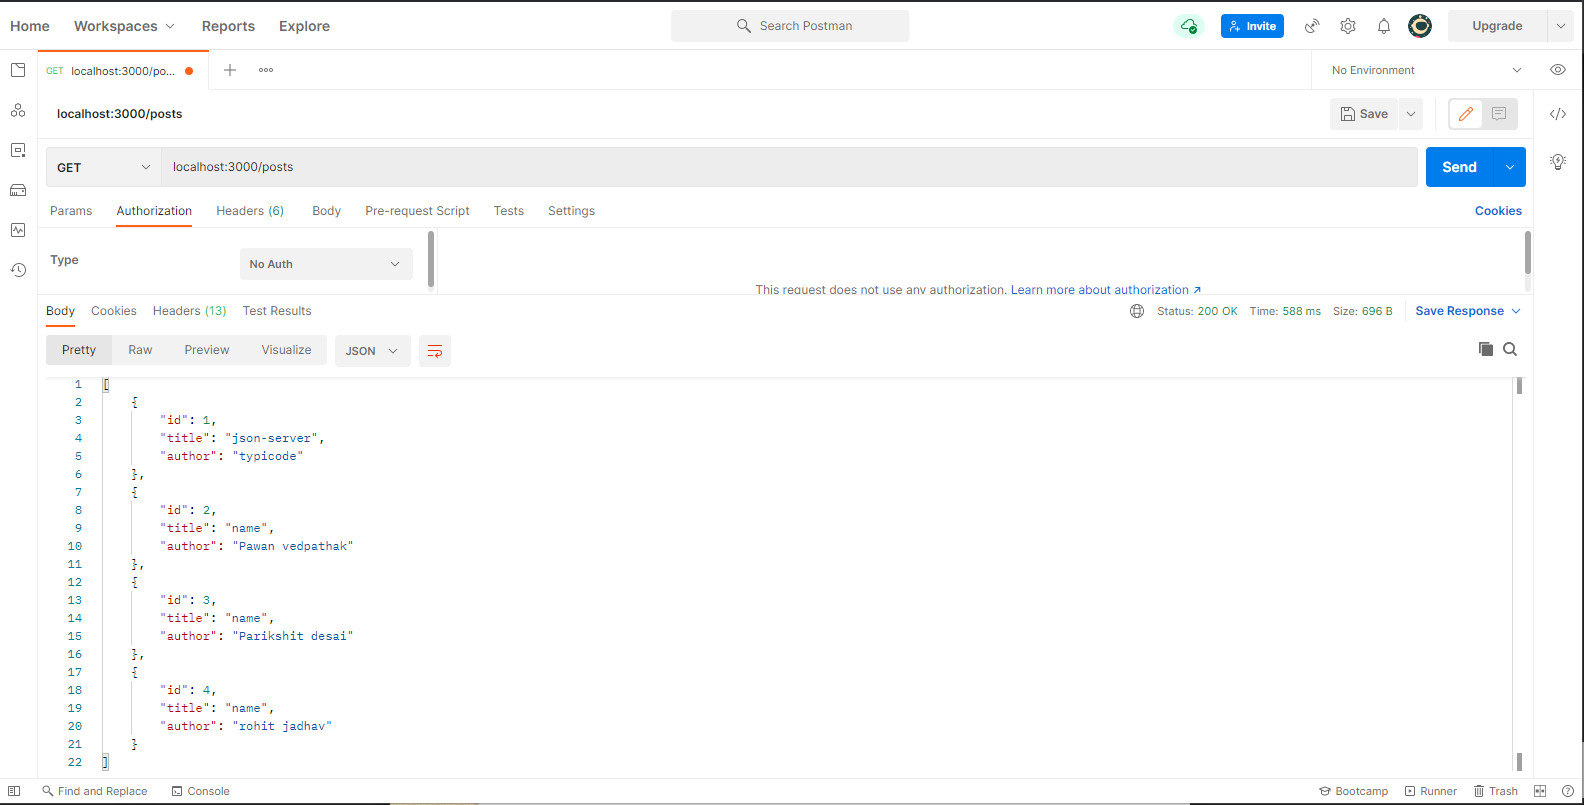 Home Workspaces Reports Explore Search Postman Invite Upgrade
GET localhost:3000/po... No Environment
localhost:3000/posts Save
GET localhost:3000/posts Send
Params Authorization Headers (6) Body Pre-request Script Tests Settings Cookies
Type No Auth
This request does not use any authorization. Learn more about authorization ↗
Body Cookies Headers (13) Test Results Status: 200 OK Time: 588 ms Size: 696 B Save Response
Pretty Raw Preview Visualize JSON
1 [
2 {
3 "id": 1,
4 "title": "json-server",
5 "author": "typicode"
6 },
7 {
8 "id": 2,
9 "title": "name",
10 "author": "Pawan vedpathak"
11 },
12 {
13 "id": 3,
14 "title": "name",
15 "author": "Parikshit desai"
16 },
17 {
18 "id": 4,
19 "title": "name",
20 "author": "rohit jadhav"
21 }
22 ]
Find and Replace Console Bootcamp Runner Trash